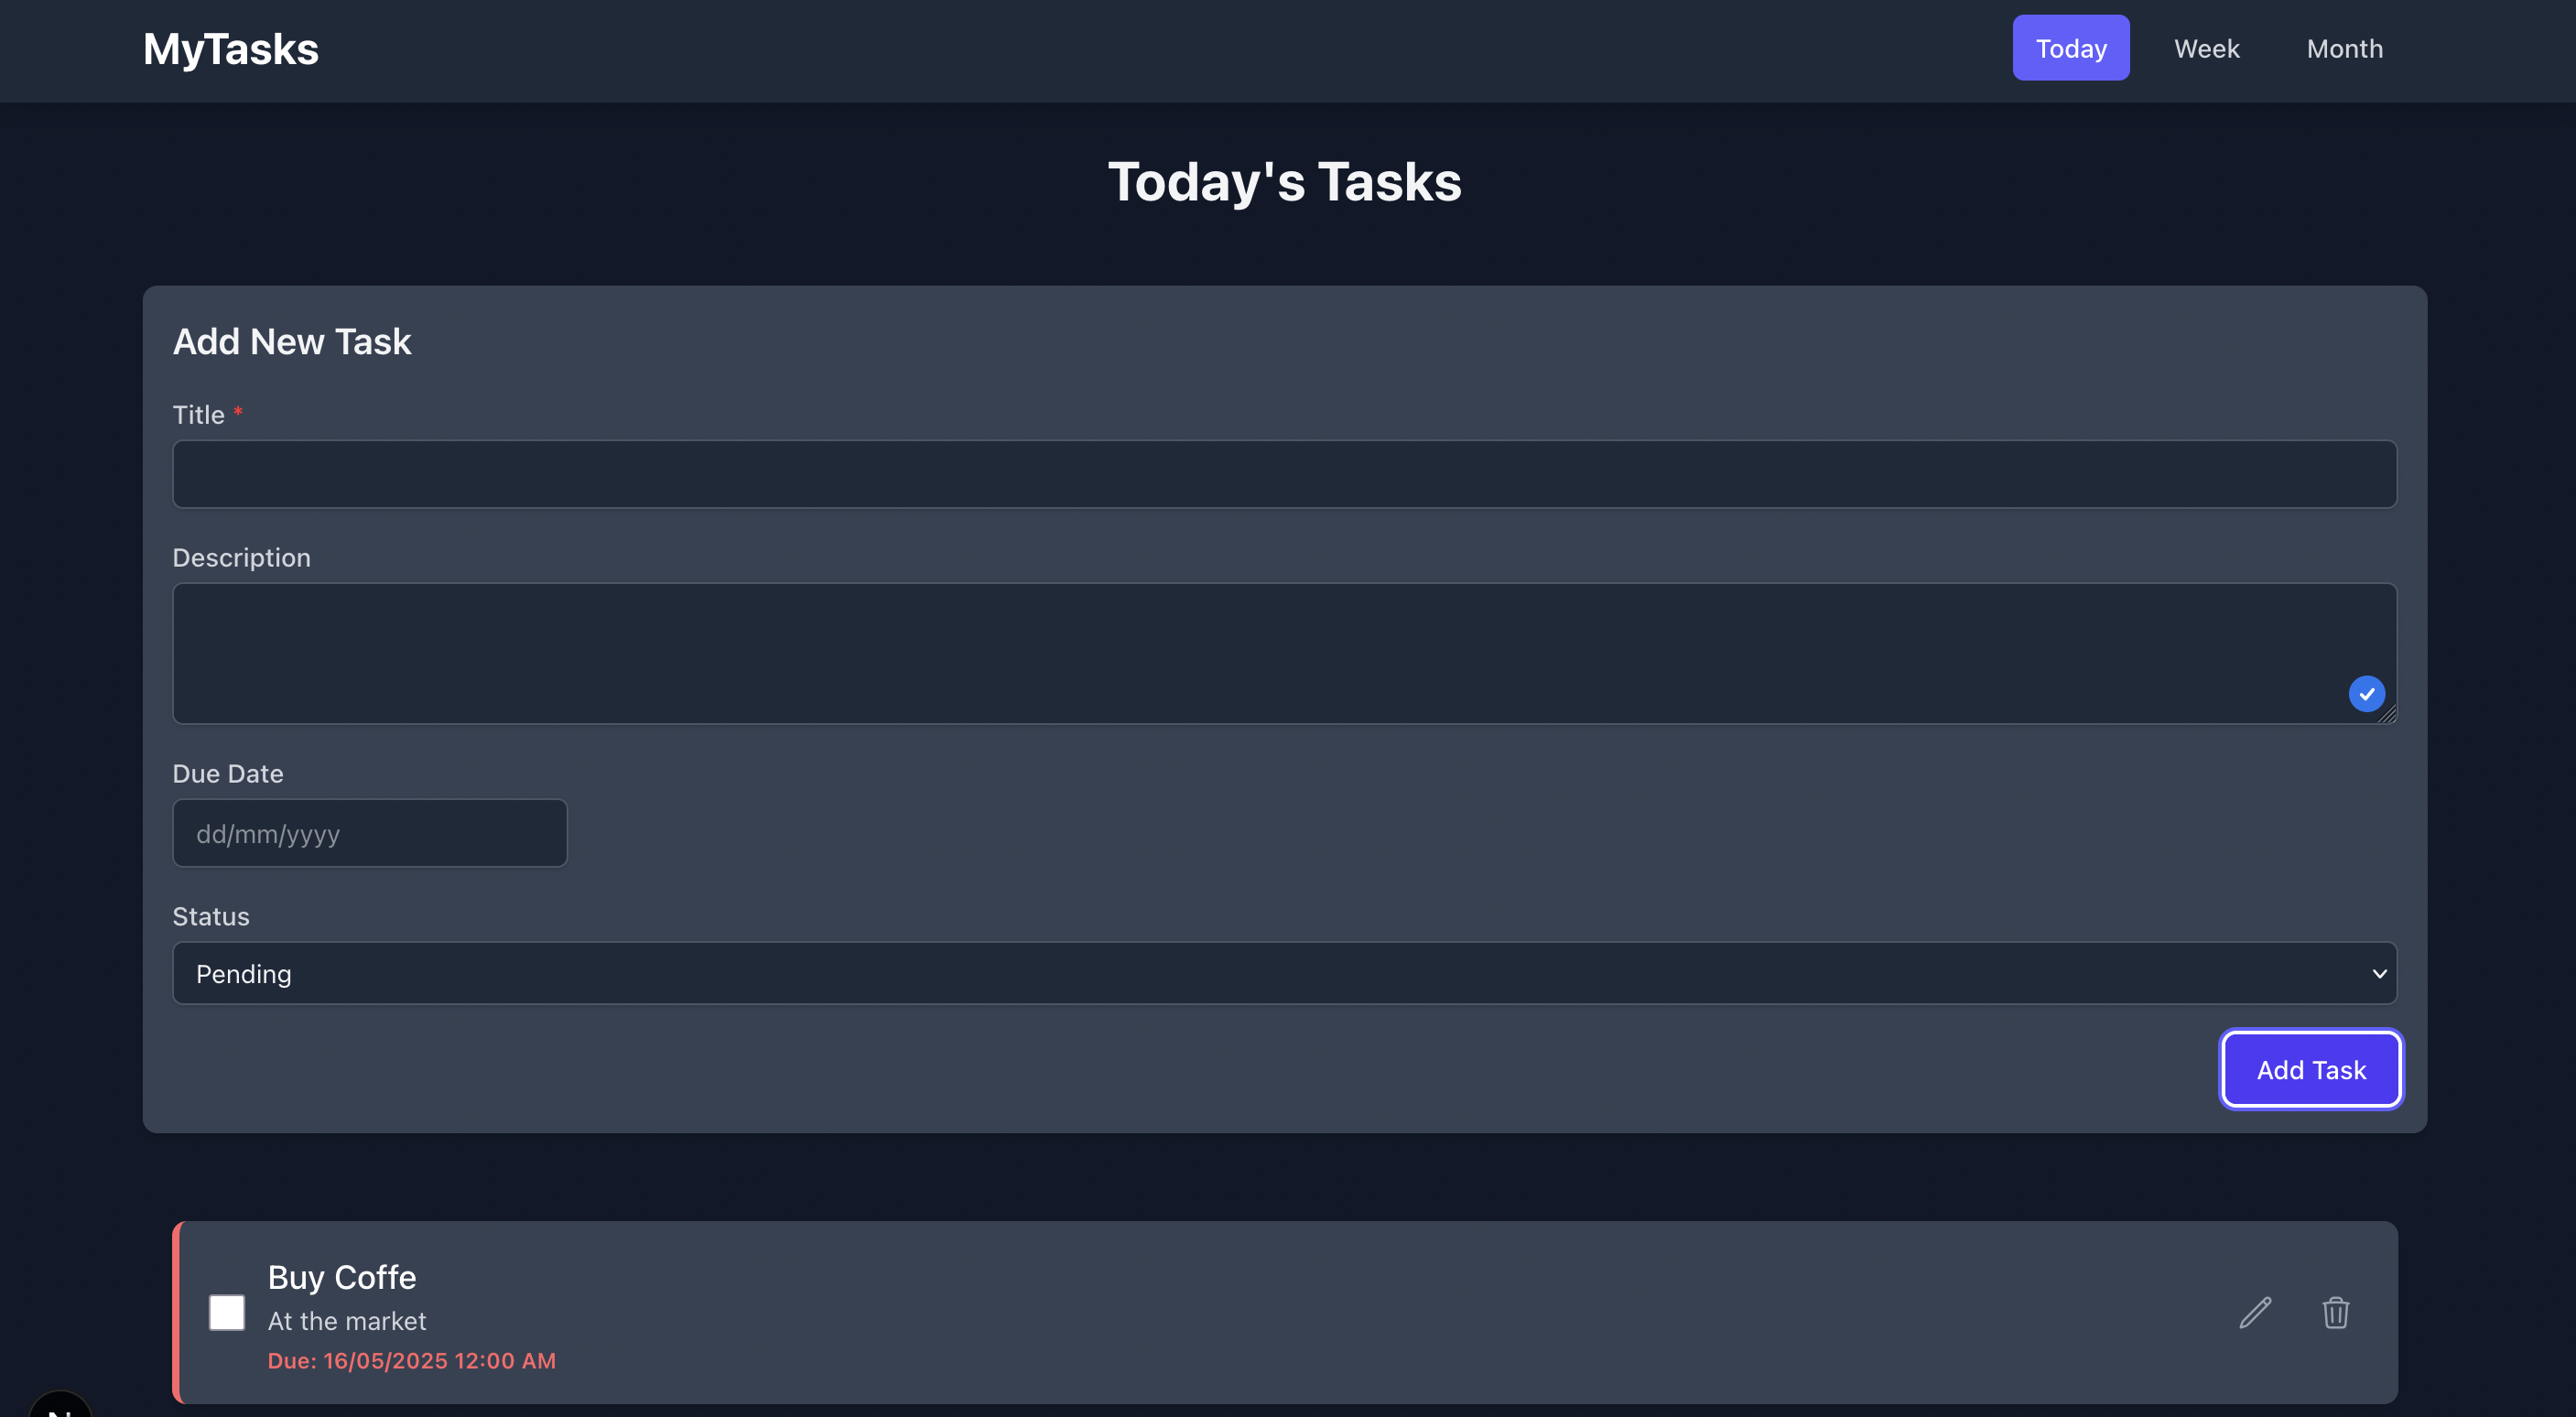 MyTasks
Today
Week
Month
Today's Tasks
Add New Task
Title *
Description
Due Date
dd/mm/yyyy
Status
Pending
Add Task
Buy Coffe
At the market
Due: 16/05/2025 12:00 AM